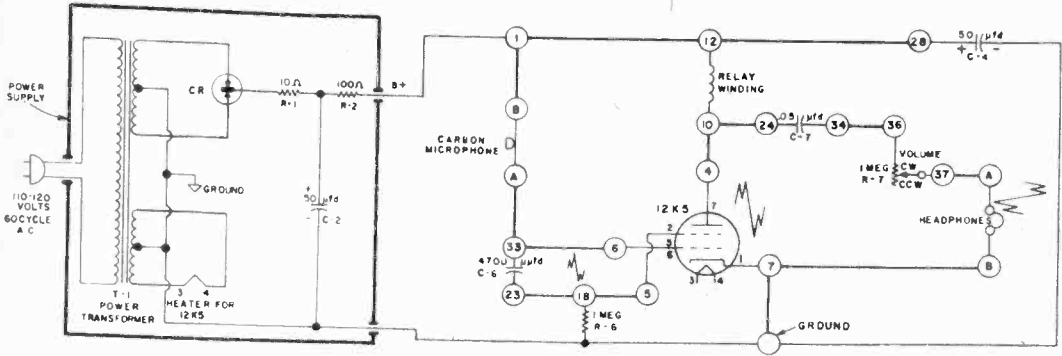 POWER
SUPPLY
110-120
VOLTS
60CYCLE
A C
T-1
POWER
TRANSFORMER
CR
GROUND
3 4
HEATER FOR
12K5
10Ω
R-1
100Ω
R-2
B+
+
50 µfd
-
C-2
1
B
CARBON
MICROPHONE
A
33
470µµfd
C-6
23
18
1 MEG
R-6
5
6
12
RELAY
WINDING
10
4
12K5
7
2
5
6
1
3 4
24
.05 µfd
C-7
34
36
VOLUME
1 MEG
R-7
CW
CCW
37
A
HEADPHONES
B
7
GROUND
28
50 µfd
+ -
C-4